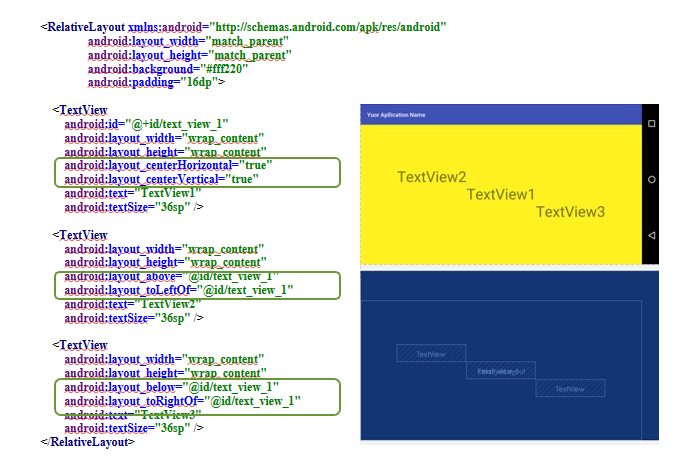 <RelativeLayout xmlns:android="http://schemas.android.com/apk/res/android"
android:layout_width="match_parent"
android:layout_height="match_parent"
android:background="#fff220"
android:padding="16dp">
<TextView
android:id="@+id/text_view_1"
android:layout_width="wrap_content"
android:layout_height="wrap_content"
android:layout_centerHorizontal="true"
android:layout_centerVertical="true"
android:text="TextView1"
android:textSize="36sp" />
<TextView
android:layout_width="wrap_content"
android:layout_height="wrap_content"
android:layout_above="@id/text_view_1"
android:layout_toLeftOf="@id/text_view_1"
android:text="TextView2"
android:textSize="36sp" />
<TextView
android:layout_width="wrap_content"
android:layout_height="wrap_content"
android:layout_below="@id/text_view_1"
android:layout_toRightOf="@id/text_view_1"
android:text="TextView3"
android:textSize="36sp" />
</RelativeLayout>
Yuor Apilication Name
TextView2
TextView1
TextView3
TextView
TextView